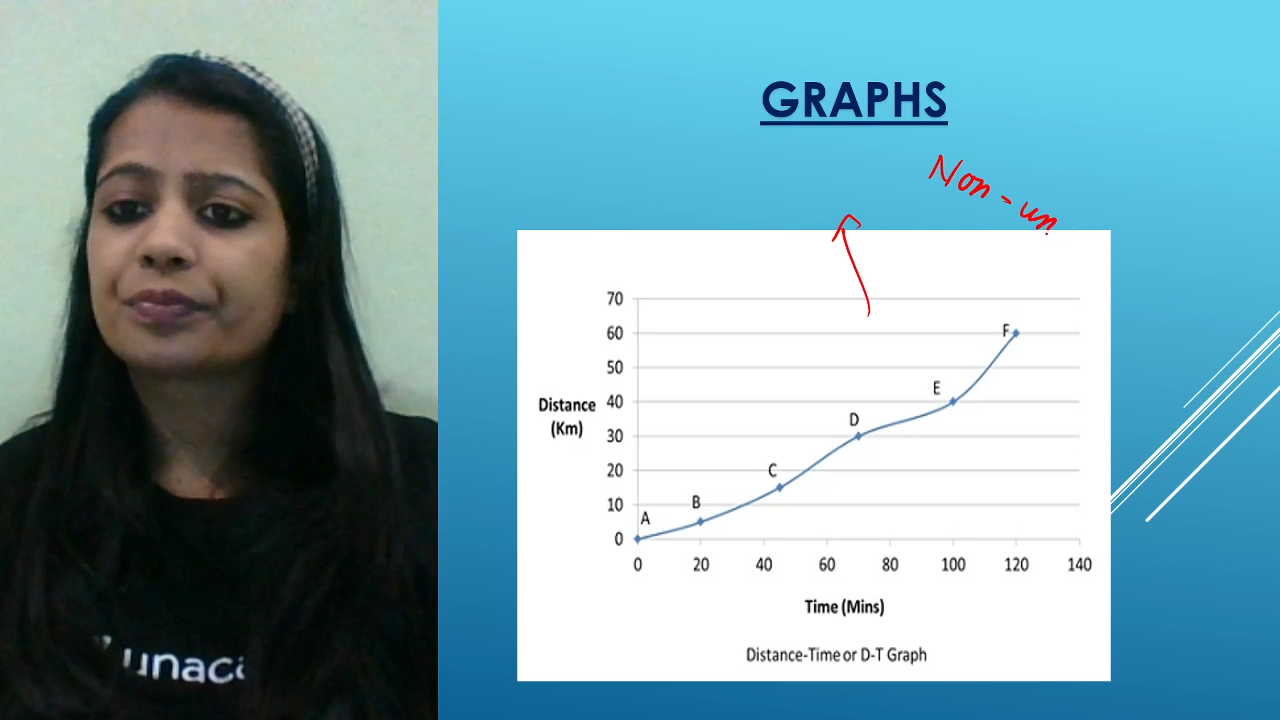 GRAPHS
Non-un
70
60
50
40
30
20
10
0
Distance
(Km)
A
B
C
D
E
F
0 20 40 60 80 100 120 140
Time (Mins)
Distance-Time or D-T Graph
unaca